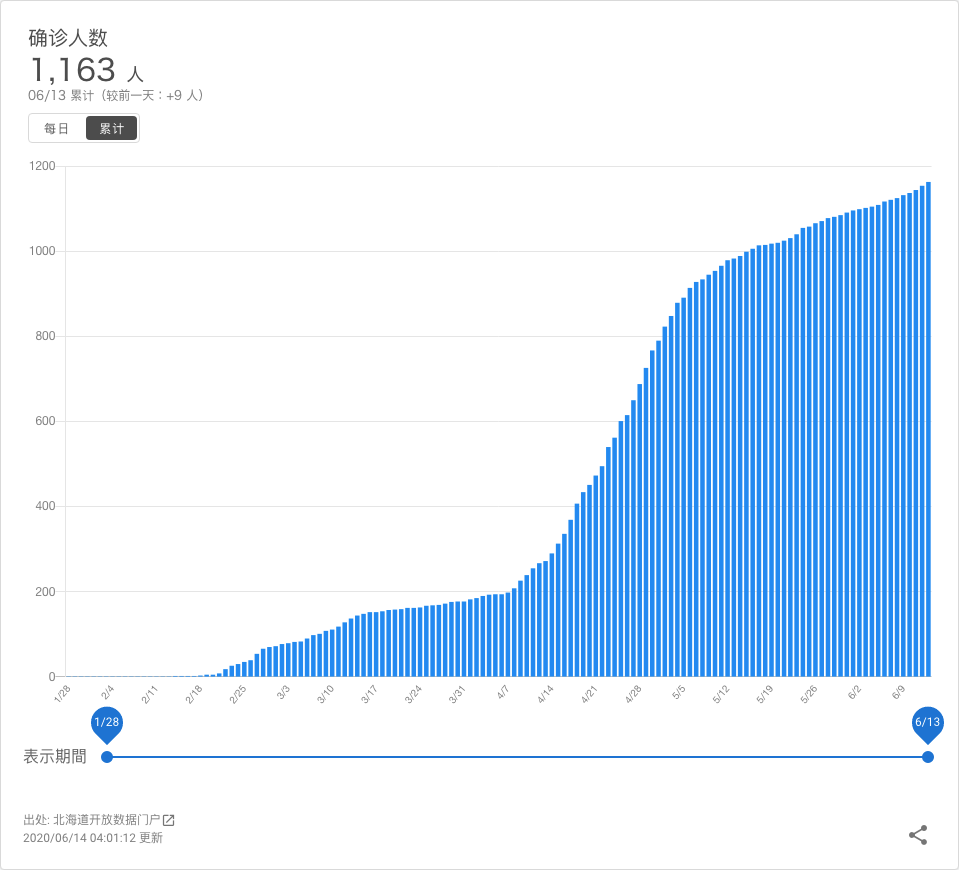 确诊人数
1,163 人
06/13 累计（较前一天：+9 人）
每日 累计
1200
1000
800
600
400
200
0
1/28 2/4 2/11 2/18 2/25 3/3 3/10 3/17 3/24 3/31 4/7 4/14 4/21 4/28 5/5 5/12 5/19 5/26 6/2 6/9
1/28 6/13
表示期間
出处: 北海道开放数据门户
2020/06/14 04:01:12 更新